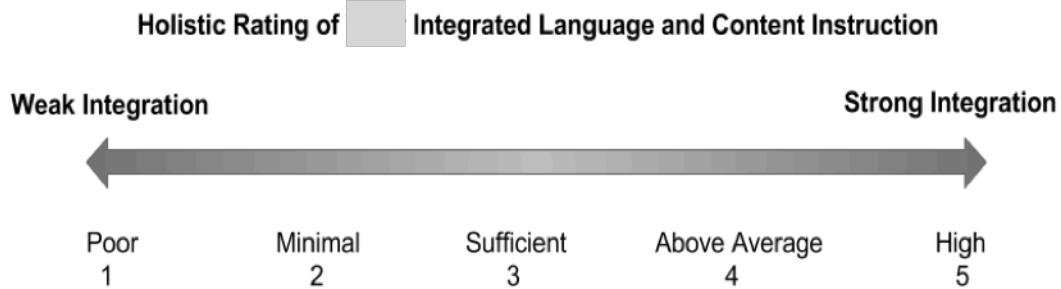 Holistic Rating of Integrated Language and Content Instruction
Weak Integration Strong Integration
Poor Minimal Sufficient Above Average High
1 2 3 4 5